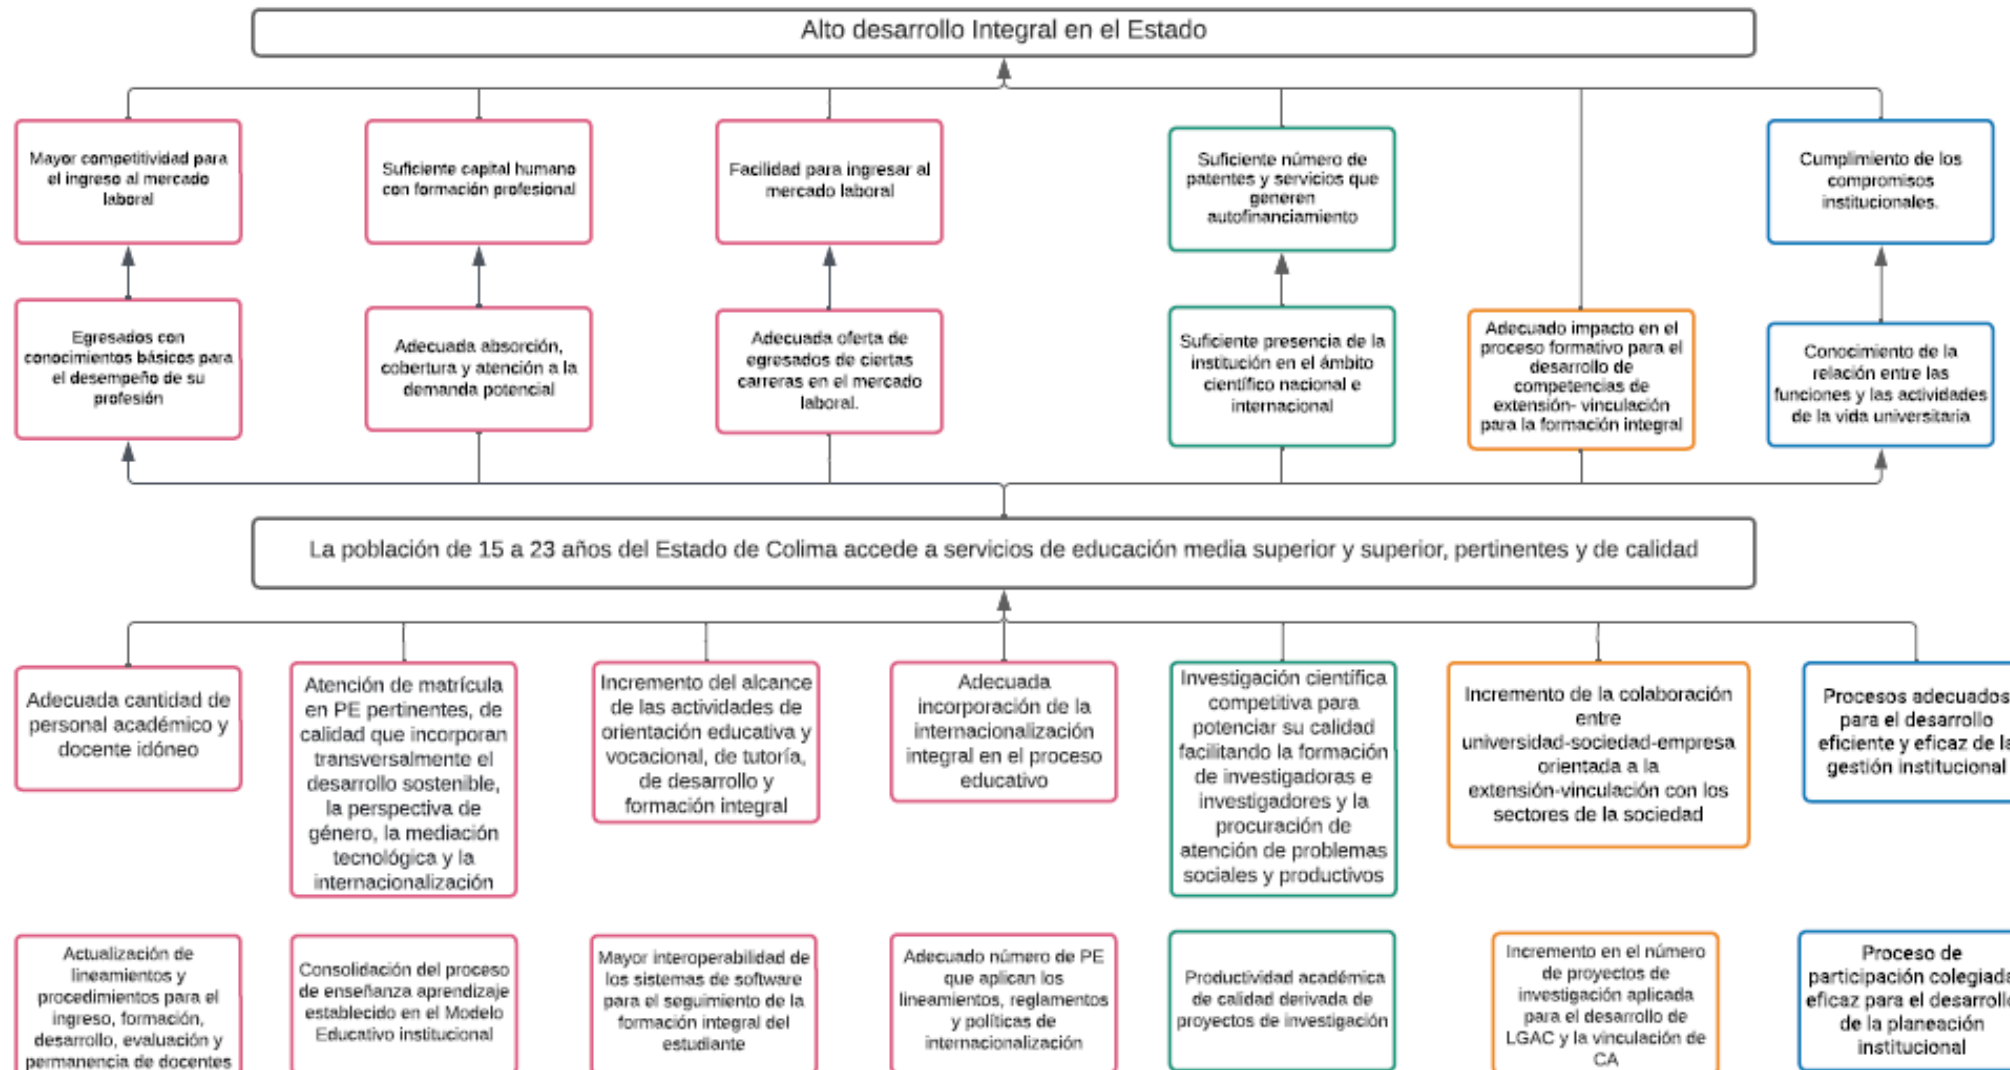 Alto desarrollo Integral en el Estado
Mayor competitividad para
el ingreso al mercado
laboral
Suficiente capital humano
con formación profesional
Facilidad para ingresar al
mercado laboral
Suficiente número de
patentes y servicios que
generen
autofinanciamiento
Cumplimiento de los
compromisos
institucionales.
Egresados con
conocimientos básicos para
el desempeño de su
profesión
Adecuada absorción,
cobertura y atención a la
demanda potencial
Adecuada oferta de
egresados de ciertas
carreras en el mercado
laboral.
Suficiente presencia de la
institución en el ámbito
científico nacional e
internacional
Adecuado impacto en el
proceso formativo para el
desarrollo de
competencias de
extensión- vinculación
para la formación integral
Conocimiento de la
relación entre las
funciones y las actividades
de la vida universitaria
La población de 15 a 23 años del Estado de Colima accede a servicios de educación media superior y superior, pertinentes y de calidad
Adecuada cantidad de
personal académico y
docente idóneo
Atención de matrícula
en PE pertinentes, de
calidad que incorporan
transversalmente el
desarrollo sostenible,
la perspectiva de
género, la mediación
tecnológica y la
internacionalización
Incremento del alcance
de las actividades de
orientación educativa y
vocacional, de tutoría,
de desarrollo y
formación integral
Adecuada
incorporación de la
internacionalización
integral en el proceso
educativo
Investigación científica
competitiva para
potenciar su calidad
facilitando la formación
de investigadoras e
investigadores y la
procuración de
atención de problemas
sociales y productivos
Incremento de la colaboración
entre
universidad-sociedad-empresa
orientada a la
extensión-vinculación con los
sectores de la sociedad
Procesos adecuados
para el desarrollo
eficiente y eficaz de la
gestión institucional
Actualización de
lineamientos y
procedimientos para el
ingreso, formación,
desarrollo, evaluación y
permanencia de docentes
Consolidación del proceso
de enseñanza aprendizaje
establecido en el Modelo
Educativo institucional
Mayor interoperabilidad de
los sistemas de software
para el seguimiento de la
formación integral del
estudiante
Adecuado número de PE
que aplican los
lineamientos, reglamentos
y políticas de
internacionalización
Productividad académica
de calidad derivada de
proyectos de investigación
Incremento en el número
de proyectos de
investigación aplicada
para el desarrollo de
LGAC y la vinculación de
CA
Proceso de
participación colegiada
eficaz para el desarrollo
de la planeación
institucional